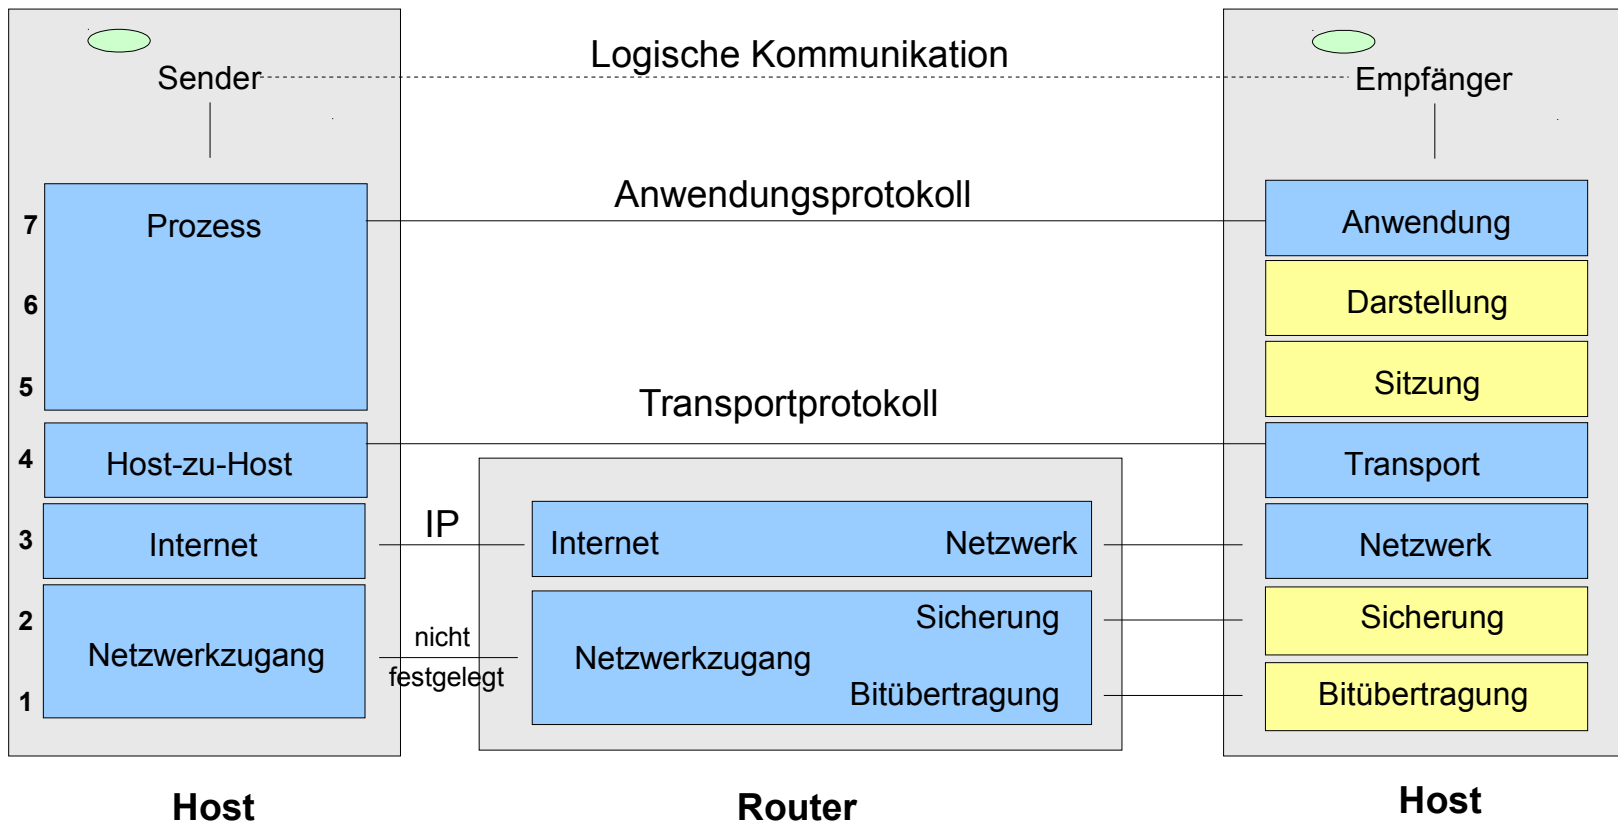 Logische Kommunikation
Sender
Empfänger
Anwendungsprotokoll
7
Prozess
Anwendung
6
Darstellung
5
Sitzung
Transportprotokoll
4
Host-zu-Host
Transport
3
Internet
IP
Internet
Netzwerk
Netzwerk
2
Netzwerkzugang
1
nicht
festgelegt
Netzwerkzugang
Sicherung
Bitübertragung
Sicherung
Bitübertragung
Host
Router
Host